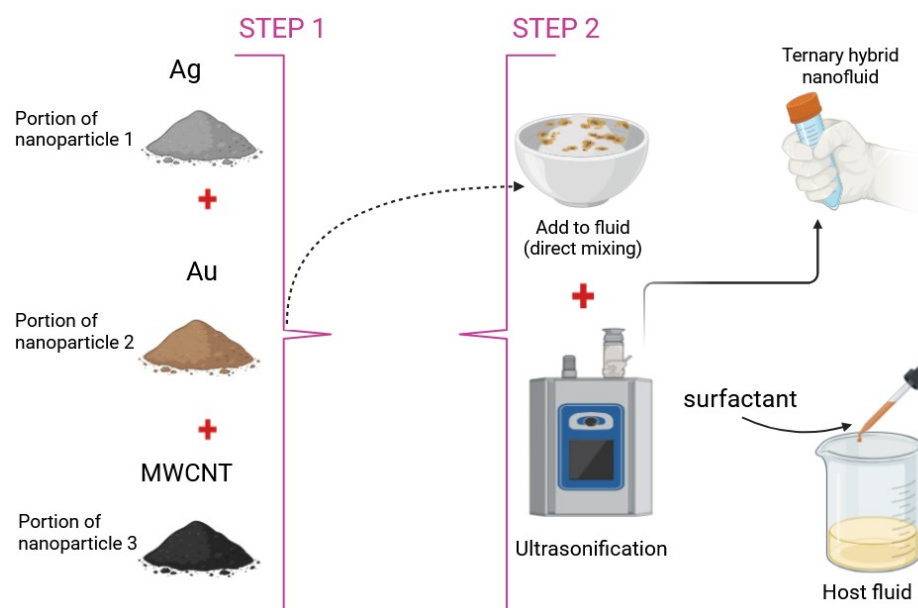 STEP 1
Ag
Portion of
nanoparticle 1
Au
Portion of
nanoparticle 2
MWCNT
Portion of
nanoparticle 3
STEP 2
Add to fluid
(direct mixing)
Ultrasonification
Ternary hybrid
nanofluid
surfactant
Host fluid